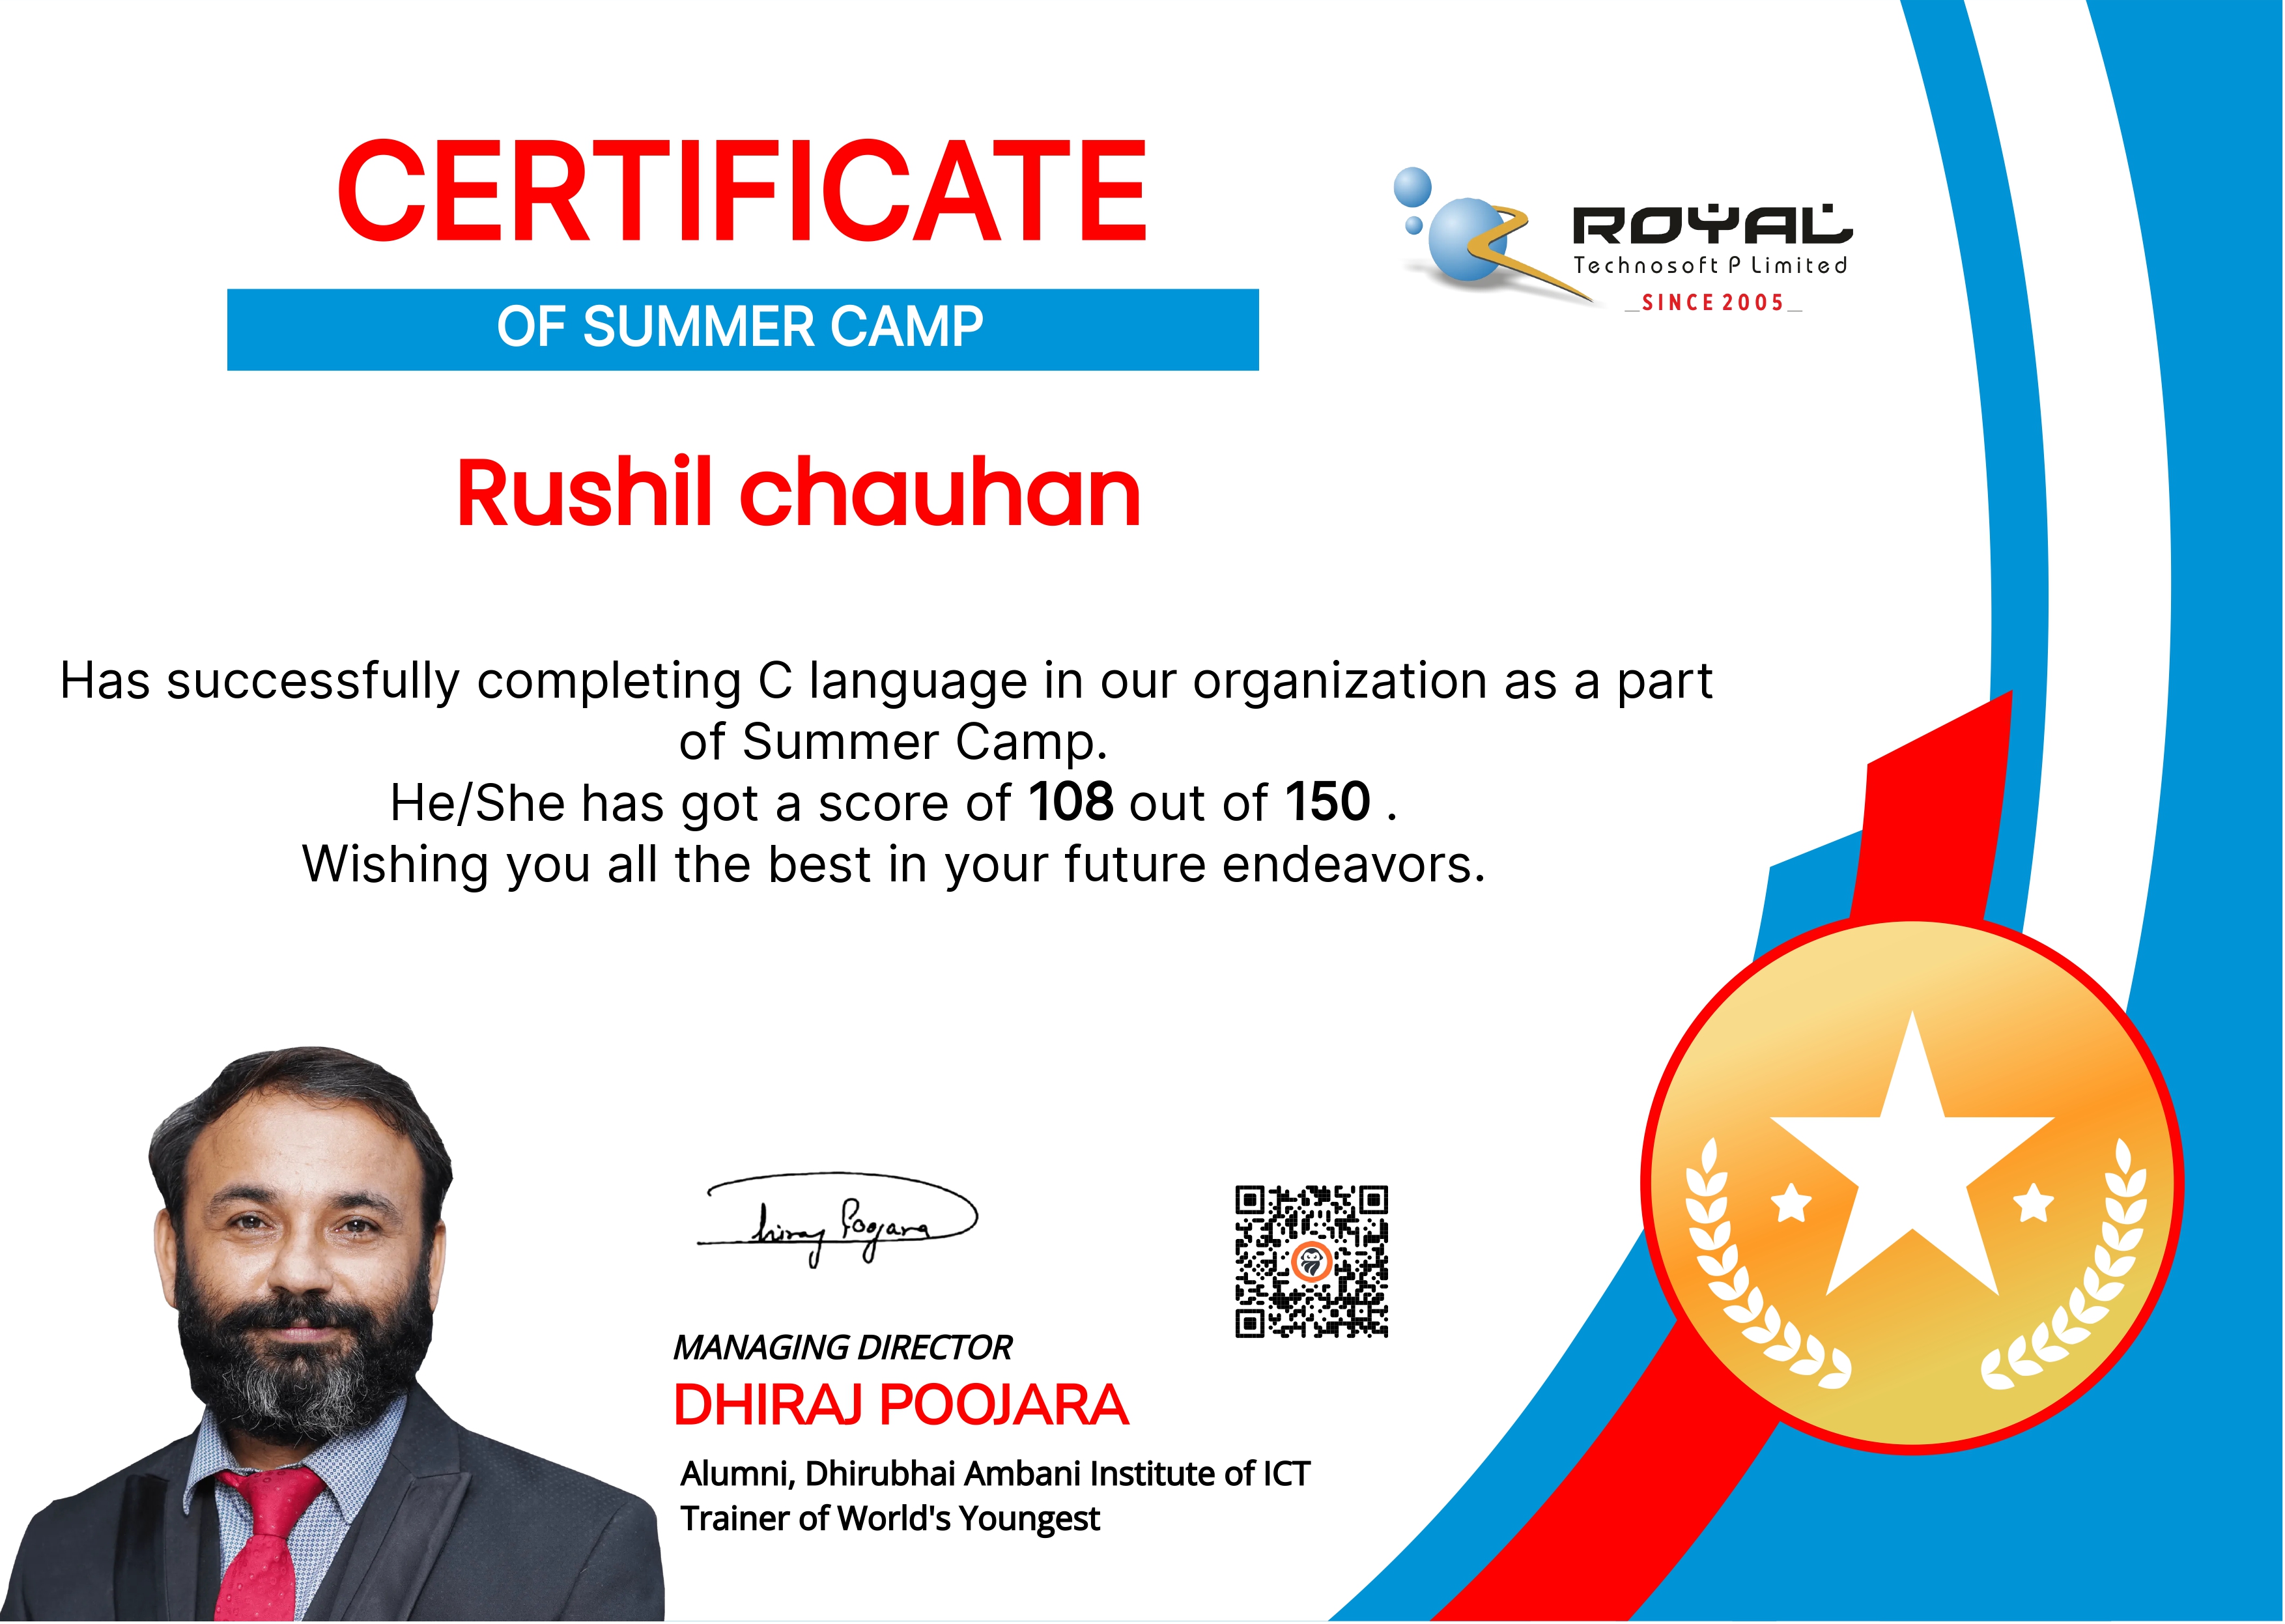 CERTIFICATE
OF SUMMER CAMP
ROYAL
Technosoft P Limited
SINCE 2005
Rushil chauhan
Has successfully completing C language in our organization as a part
of Summer Camp.
He/She has got a score of 108 out of 150 .
Wishing you all the best in your future endeavors.
Dhiraj Poojara
MANAGING DIRECTOR
DHIRAJ POOJARA
Alumni, Dhirubhai Ambani Institute of ICT
Trainer of World's Youngest